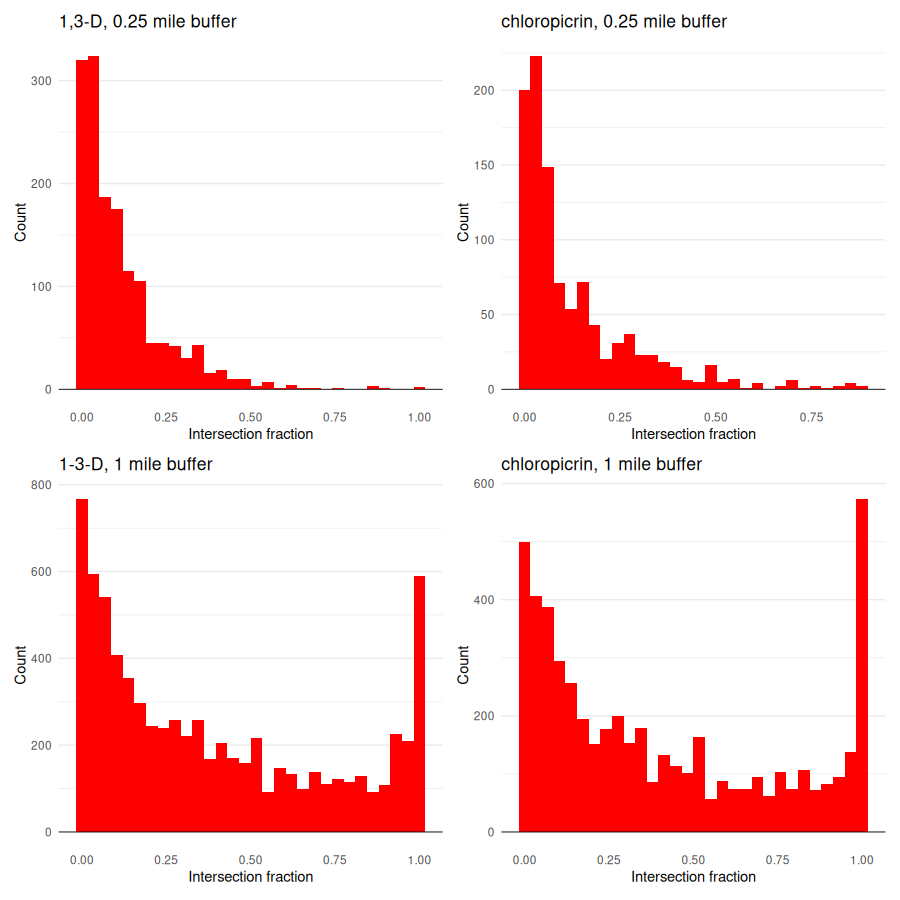 1,3-D, 0.25 mile buffer
300
200
100
0
Count
0.00 0.25 0.50 0.75 1.00
Intersection fraction
chloropicrin, 0.25 mile buffer
200
150
100
50
0
Count
0.00 0.25 0.50 0.75
Intersection fraction
1-3-D, 1 mile buffer
800
600
400
200
0
Count
0.00 0.25 0.50 0.75 1.00
Intersection fraction
chloropicrin, 1 mile buffer
600
400
200
0
Count
0.00 0.25 0.50 0.75 1.00
Intersection fraction